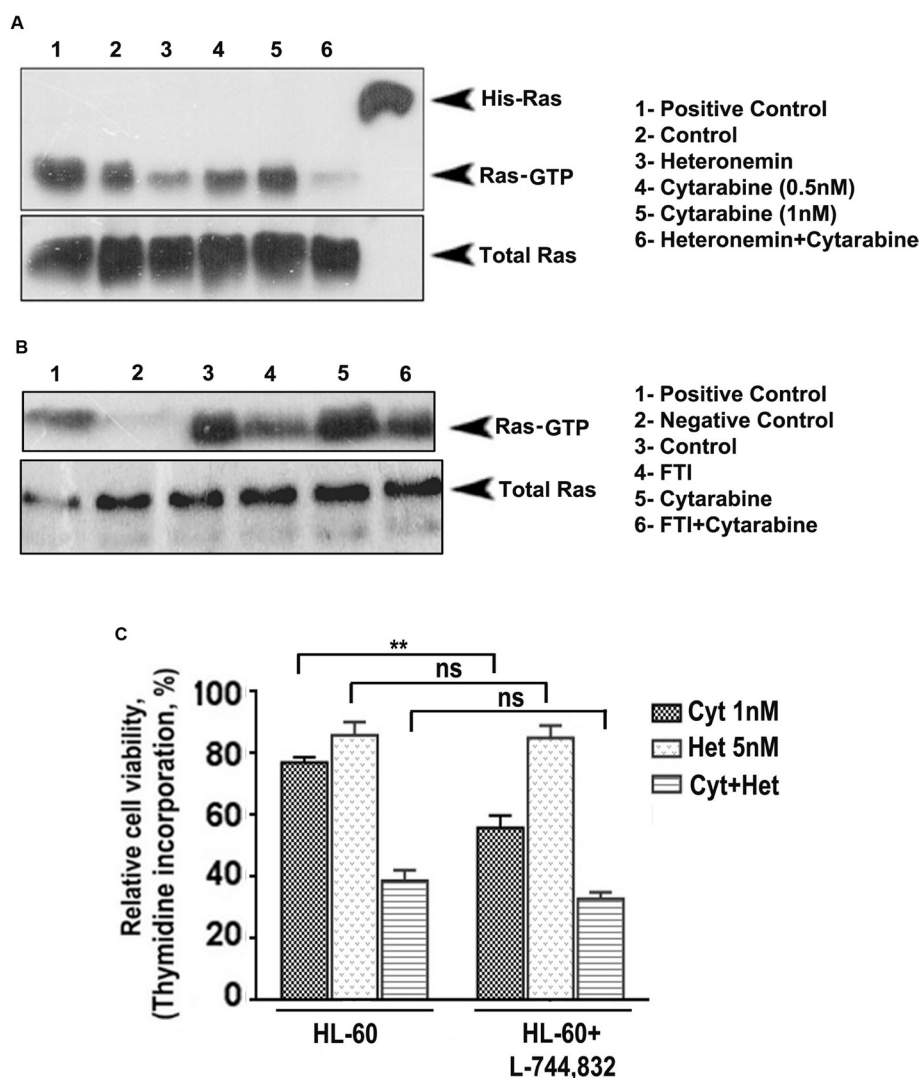 A
1 2 3 4 5 6
His-Ras
Ras-GTP
Total Ras
1- Positive Control
2- Control
3- Heteronemin
4- Cytarabine (0.5nM)
5- Cytarabine (1nM)
6- Heteronemin+Cytarabine
B
1 2 3 4 5 6
Ras-GTP
Total Ras
1- Positive Control
2- Negative Control
3- Control
4- FTI
5- Cytarabine
6- FTI+Cytarabine
C
Relative cell viability,
(Thymidine incorporation, %)
100
80
60
40
20
0
**
ns
ns
Cyt 1nM
Het 5nM
Cyt+Het
HL-60
HL-60+
L-744,832